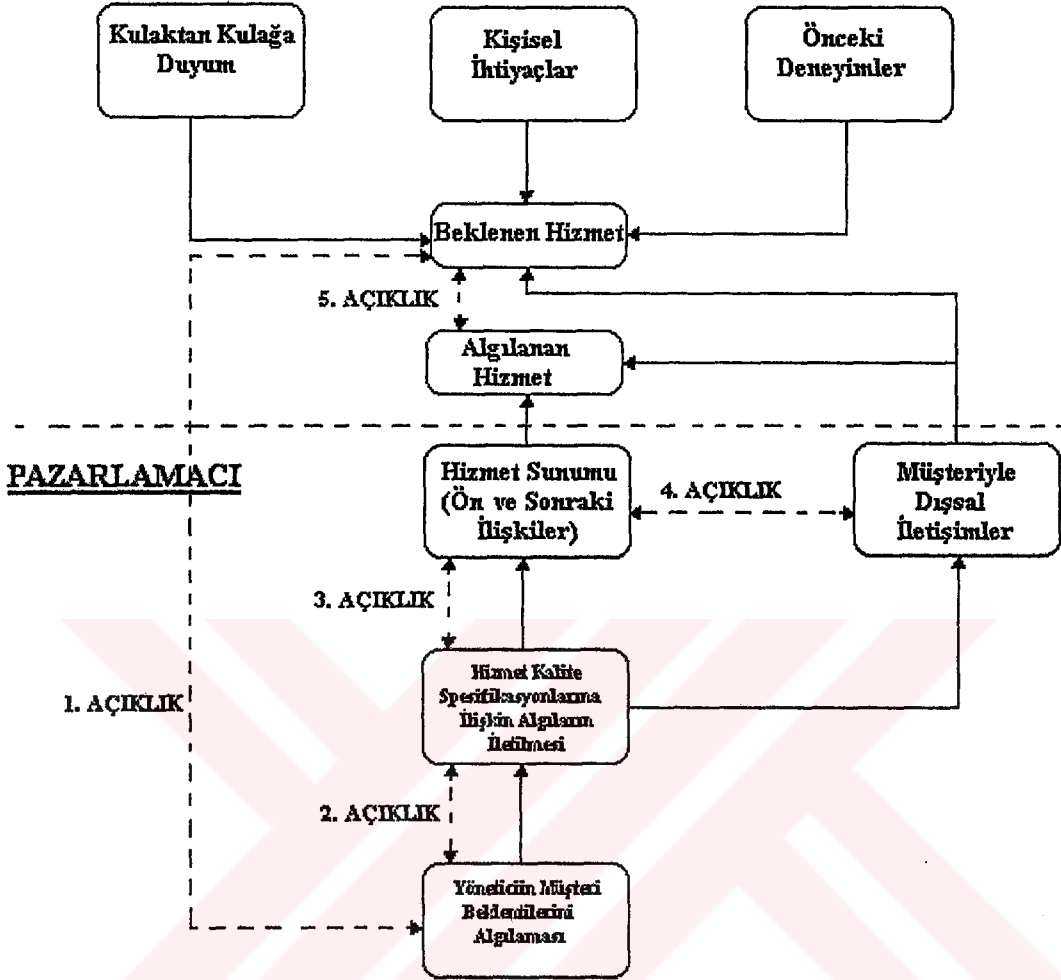 Kulaktan Kulağa
Duyum
Kişisel
İhtiyaçlar
Önceki
Deneyimler
Beklenen Hizmet
5. AÇIKLIK
Algılanan
Hizmet
PAZARLAMACI
Hizmet Sunumu
(Ön ve Sonraki
İlişkiler)
4. AÇIKLIK
Müşteriyle
Dışsal
İletişimler
3. AÇIKLIK
Hizmet Kalite
Spesifikasyonlarına
İlişkin Algıların
İletilmesi
1. AÇIKLIK
2. AÇIKLIK
Yöneticiin Müşteri
Beklentilerini
Algılaması